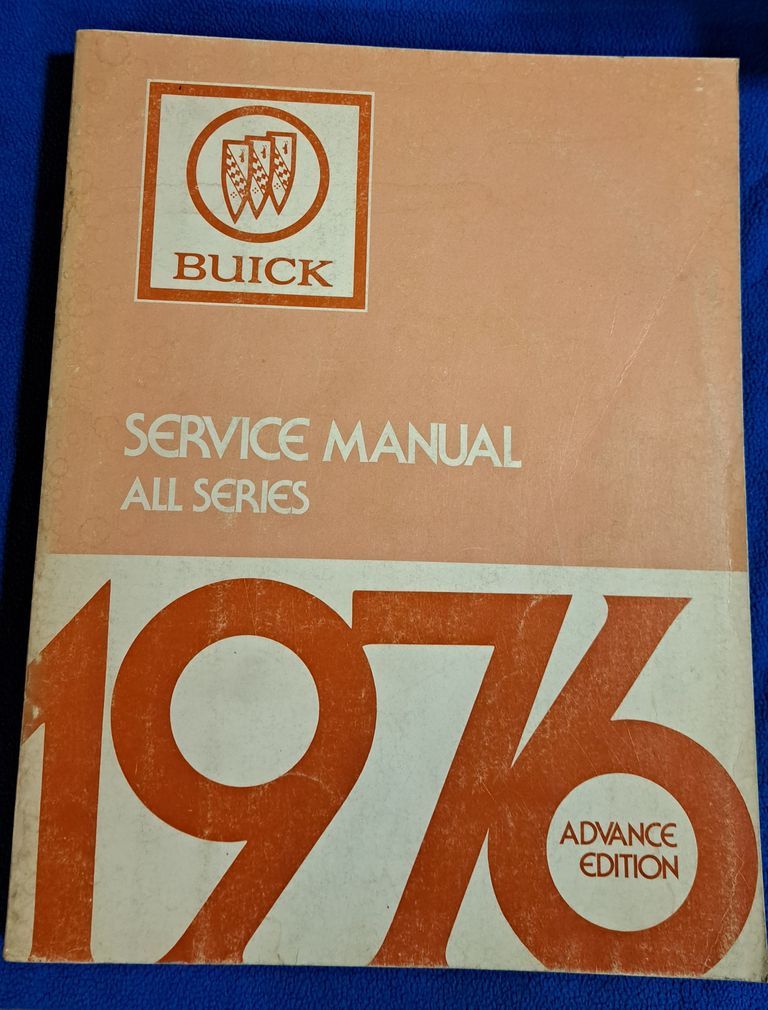 BUICK
SERVICE MANUAL
ALL SERIES
1976
ADVANCE
EDITION